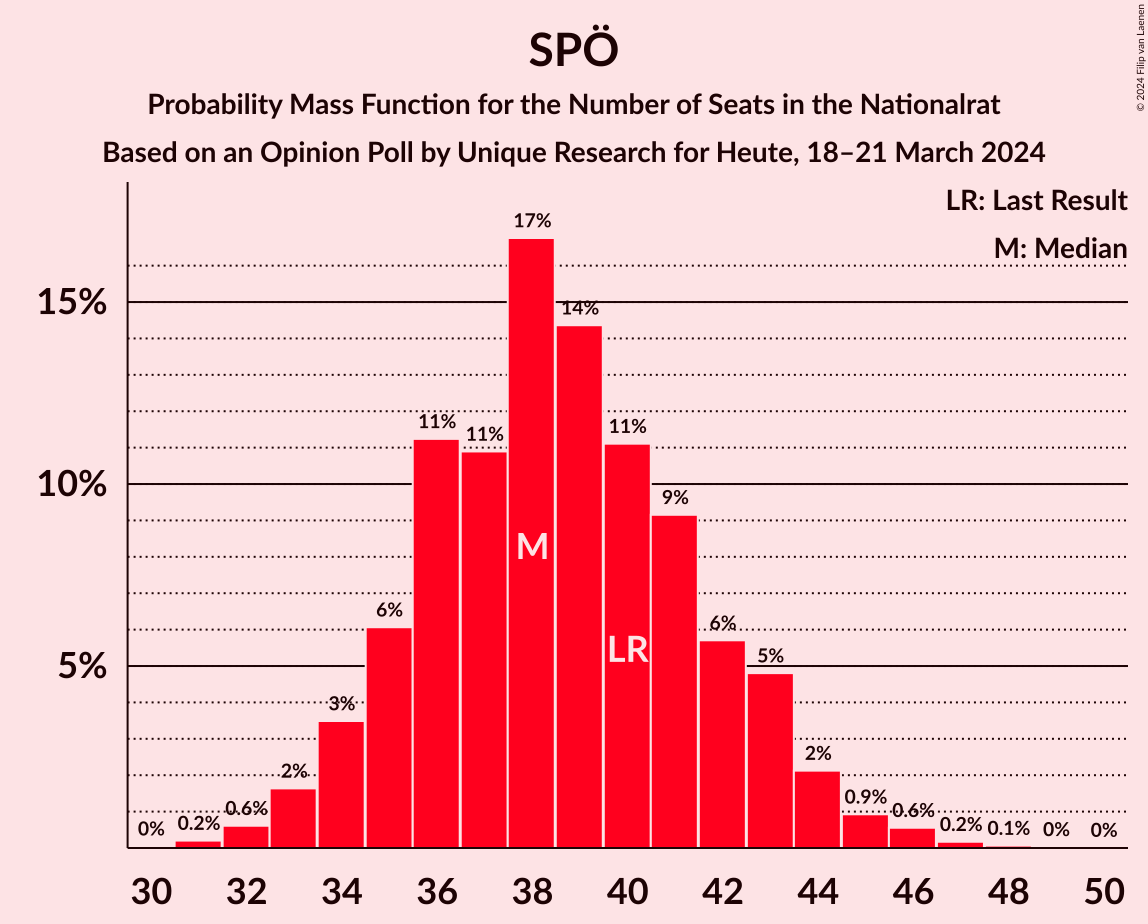 SPÖ
Probability Mass Function for the Number of Seats in the Nationalrat
Based on an Opinion Poll by Unique Research for Heute, 18–21 March 2024
© 2024 Filip van Laenen
LR: Last Result
M: Median
15%
10%
5%
0%
0.2%
0.6%
2%
3%
6%
11%
11%
17%
14%
11%
9%
6%
5%
2%
0.9%
0.6%
0.2%
0.1%
0%
0%
M
LR
30 32 34 36 38 40 42 44 46 48 50